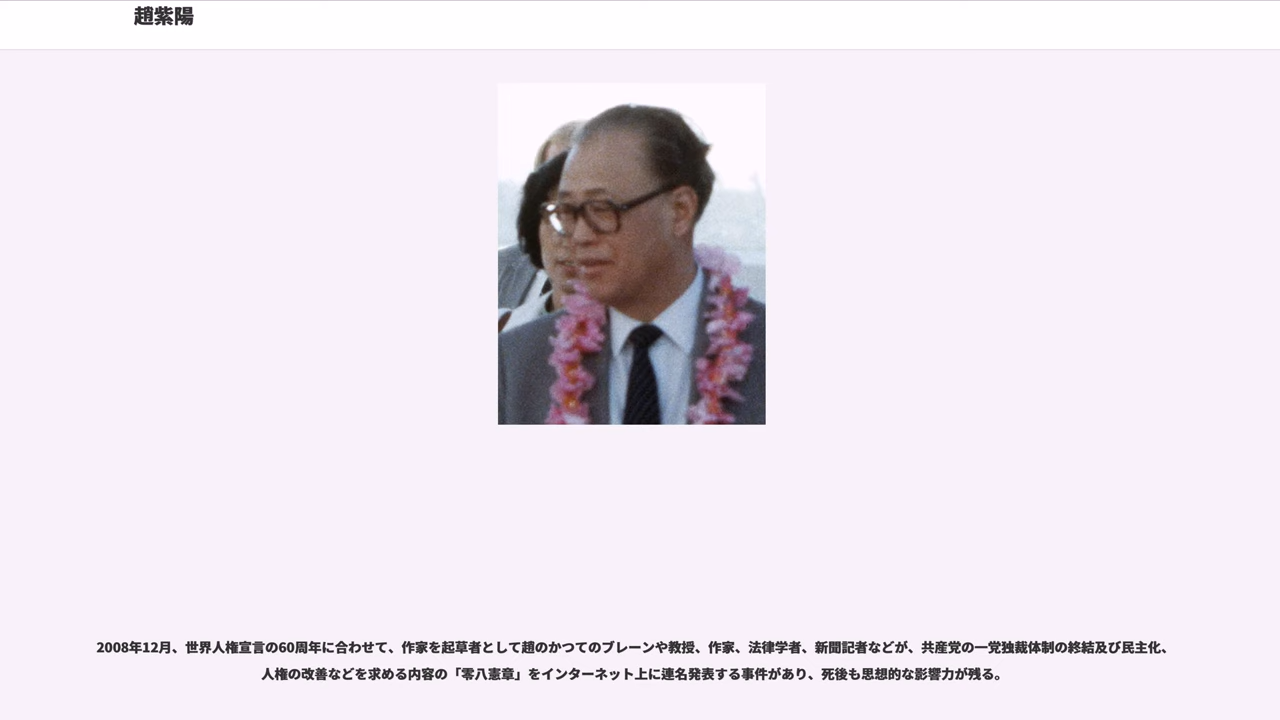 趙紫陽
2008年12月、世界人権宣言の60周年に合わせて、作家を起草者として趙のかつてのブレーンや教授、作家、法律学者、新聞記者などが、共産党の一党独裁体制の終結及び民主化、
人権の改善などを求める内容の「零八憲章」をインターネット上に連名発表する事件があり、死後も思想的な影響力が残る。